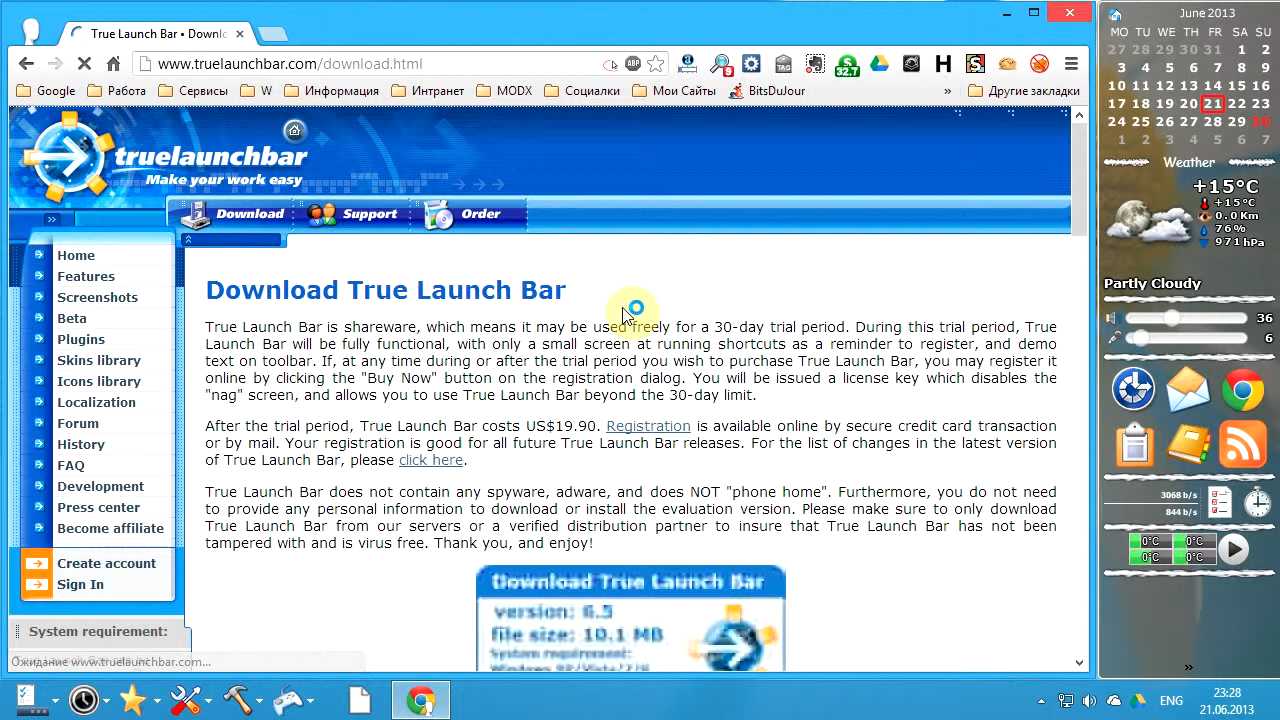 True Launch Bar • Downlo
www.truelaunchbar.com/download.html
ABP
9
TAG
32.7
H
S
Google
Работа
Сервисы
W
Информация
Интранет
MODX
Социалки
Мои Сайты
BitsDuJour
»
Другие закладки
truelaunchbar
Make your work easy
Download
Support
Order
Home
Features
Screenshots
Beta
Plugins
Skins library
Icons library
Localization
Forum
History
FAQ
Development
Press center
Become affiliate
Create account
Sign In
System requirement:
Ожидание www.truelaunchbar.com...
Download True Launch Bar
True Launch Bar is shareware, which means it may be used freely for a 30-day trial period. During this trial period, True
Launch Bar will be fully functional, with only a small screen at running shortcuts as a reminder to register, and demo
text on toolbar. If, at any time during or after the trial period you wish to purchase True Launch Bar, you may register it
online by clicking the "Buy Now" button on the registration dialog. You will be issued a license key which disables the
"nag" screen, and allows you to use True Launch Bar beyond the 30-day limit.
After the trial period, True Launch Bar costs US$19.90. Registration is available online by secure credit card transaction
or by mail. Your registration is good for all future True Launch Bar releases. For the list of changes in the latest version
of True Launch Bar, please click here.
True Launch Bar does not contain any spyware, adware, and does NOT "phone home". Furthermore, you do not need
to provide any personal information to download or install the evaluation version. Please make sure to only download
True Launch Bar from our servers or a verified distribution partner to insure that True Launch Bar has not been
tampered with and is virus free. Thank you, and enjoy!
Download True Launch Bar
version: 6.5
file size: 10.1 MB
System requirement:
June 2013
MO TU WE TH FR SA SU
27 28 29 30 31 1 2
3 4 5 6 7 8 9
10 11 12 13 14 15 16
17 18 19 20 21 22 23
24 25 26 27 28 29 30
1 2 3 4 5 6 7
Weather
+15°C
+15°C
0.0 Km
76%
971 hPa
Partly Cloudy
36
6
3068 b/s
844 b/s
0°C 0°C
0°C 0°C
»
ENG
23:28
21.06.2013